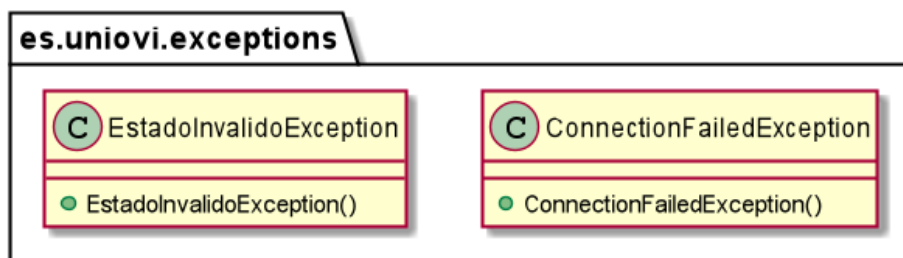 es.uniovi.exceptions
C EstadoInvalidoException
C ConnectionFailedException
EstadoInvalidoException()
ConnectionFailedException()